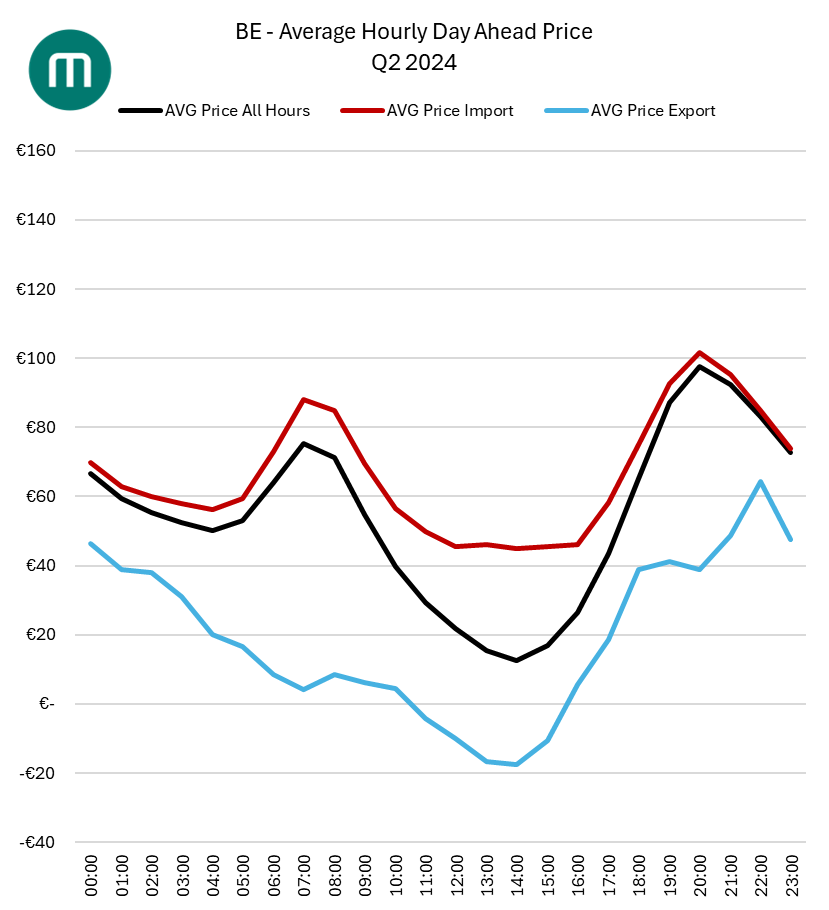 BE - Average Hourly Day Ahead Price
Q2 2024
m
AVG Price All Hours AVG Price Import AVG Price Export
€160
€140
€120
€100
€80
€60
€40
€20
€-
-€20
-€40
00:00 01:00 02:00 03:00 04:00 05:00 06:00 07:00 08:00 09:00 10:00 11:00 12:00 13:00 14:00 15:00 16:00 17:00 18:00 19:00 20:00 21:00 22:00 23:00